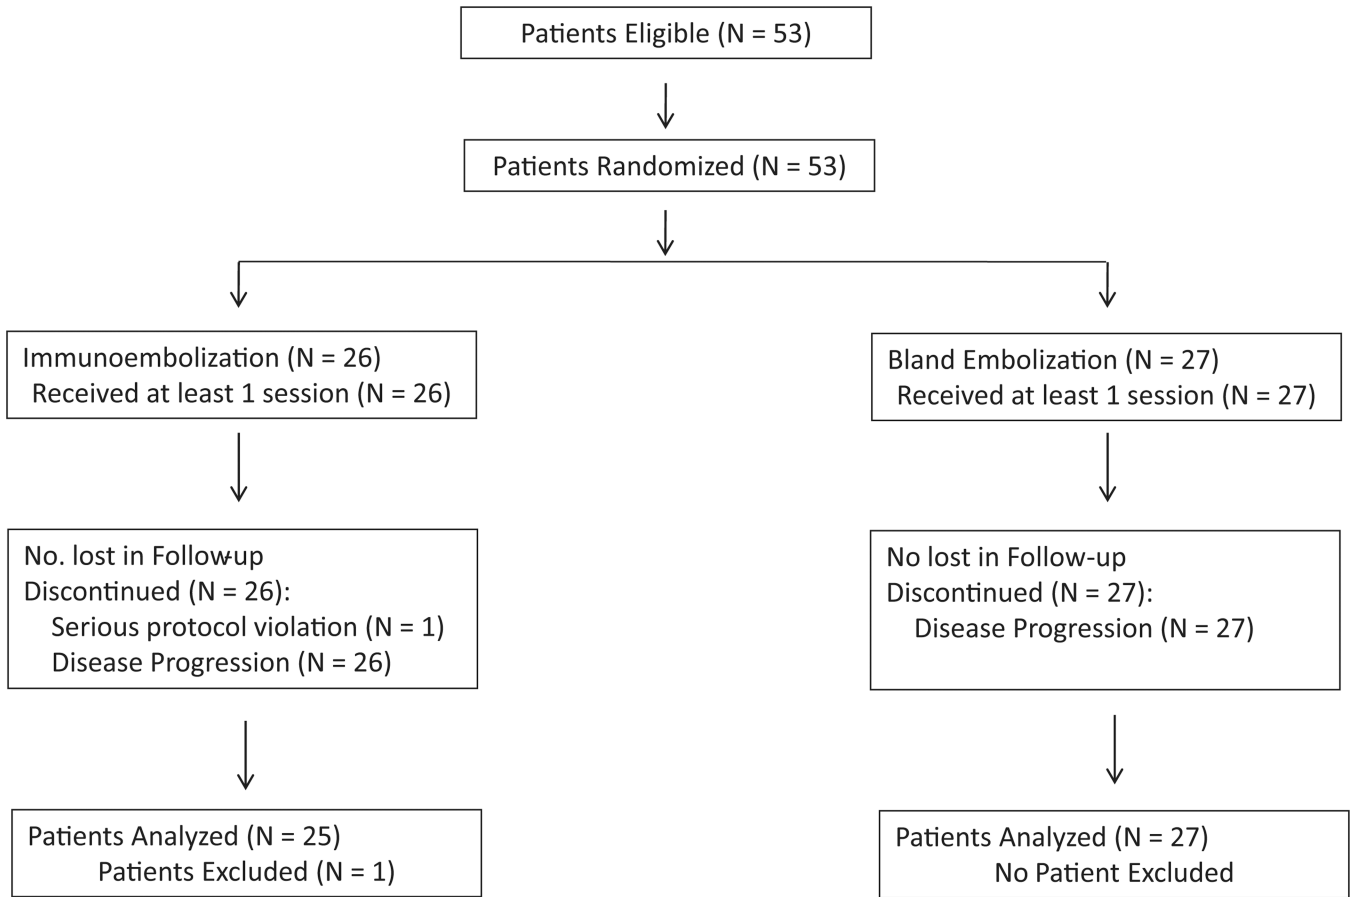 Patients Eligible (N = 53)
Patients Randomized (N = 53)
Immunoembolization (N = 26)
Received at least 1 session (N = 26)
Bland Embolization (N = 27)
Received at least 1 session (N = 27)
No. lost in Follow-up
Discontinued (N = 26):
Serious protocol violation (N = 1)
Disease Progression (N = 26)
No lost in Follow-up
Discontinued (N = 27):
Disease Progression (N = 27)
Patients Analyzed (N = 25)
Patients Excluded (N = 1)
Patients Analyzed (N = 27)
No Patient Excluded